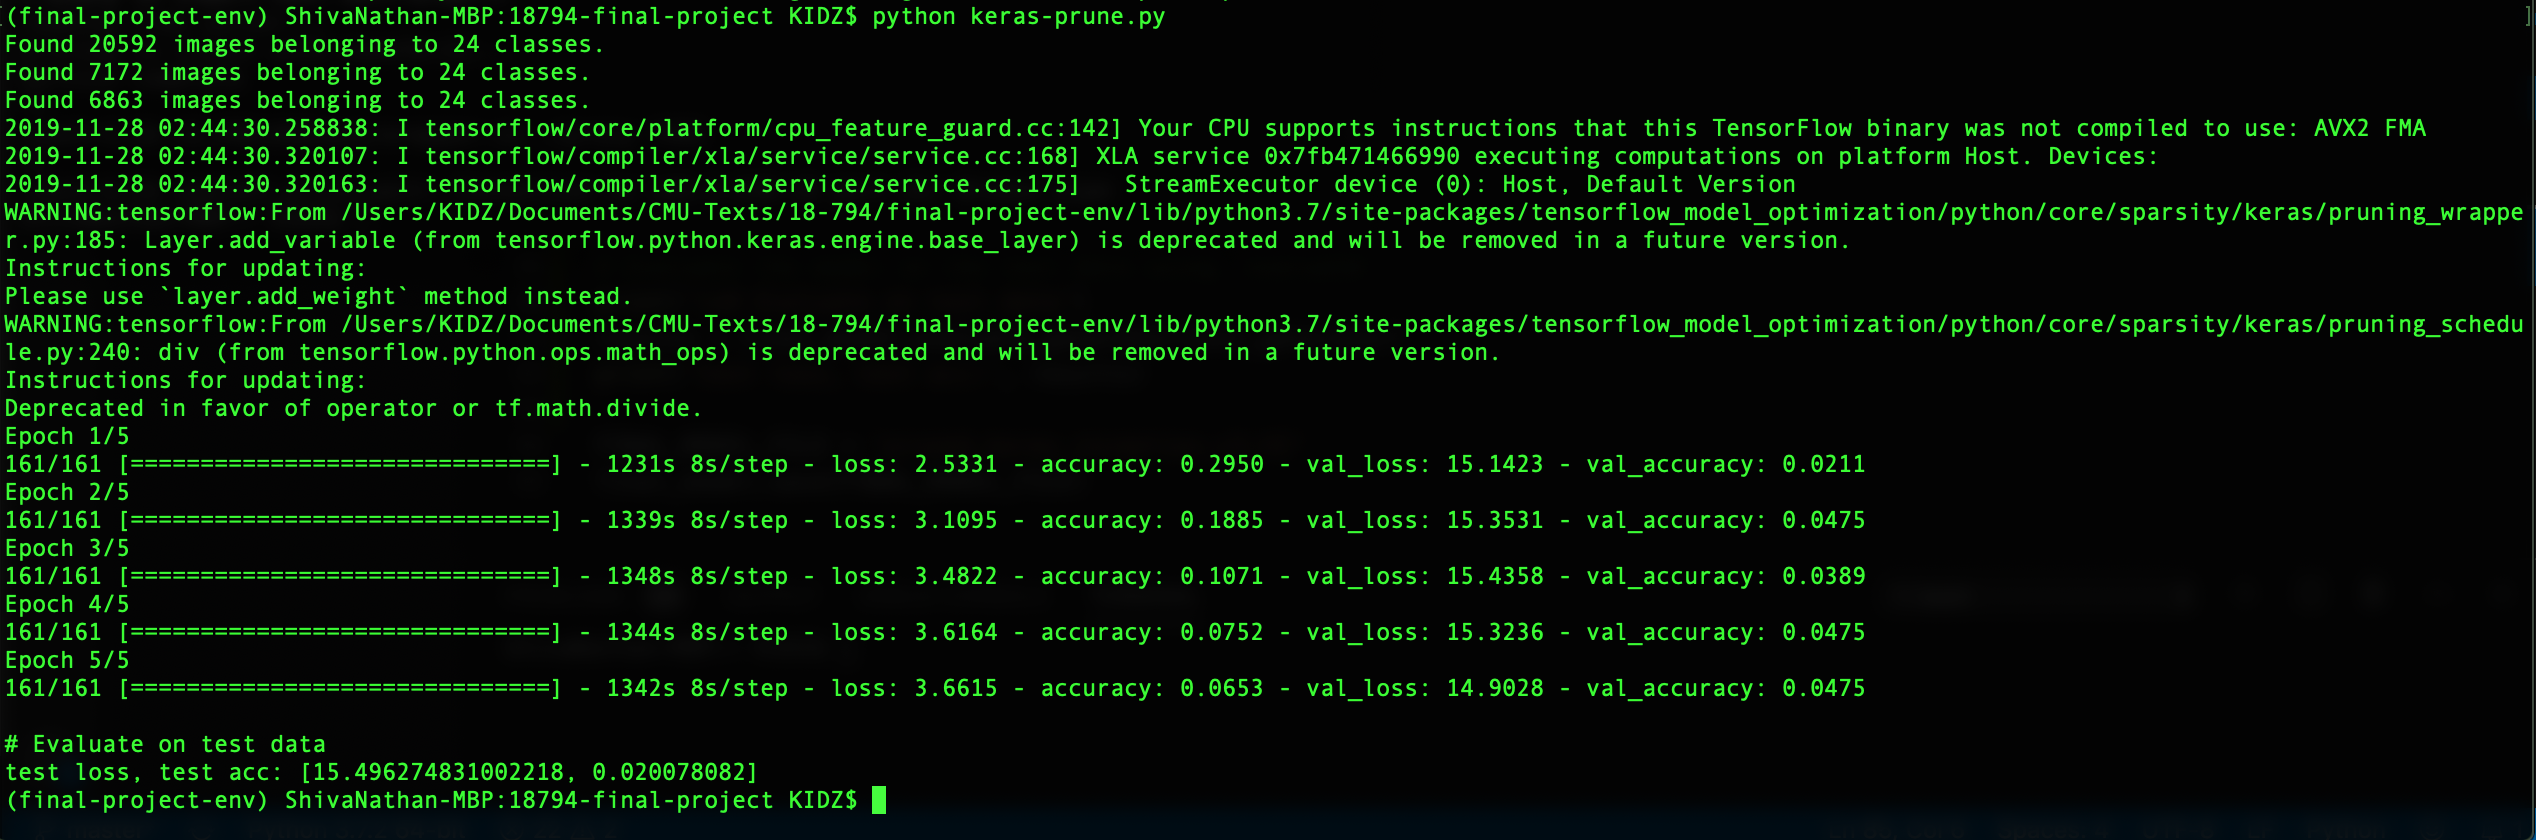 (final-project-env) ShivaNathan-MBP:18794-final-project KIDZ$ python keras-prune.py
Found 20592 images belonging to 24 classes.
Found 7172 images belonging to 24 classes.
Found 6863 images belonging to 24 classes.
2019-11-28 02:44:30.258838: I tensorflow/core/platform/cpu_feature_guard.cc:142] Your CPU supports instructions that this TensorFlow binary was not compiled to use: AVX2 FMA
2019-11-28 02:44:30.320107: I tensorflow/compiler/xla/service/service.cc:168] XLA service 0x7fb471466990 executing computations on platform Host. Devices:
2019-11-28 02:44:30.320163: I tensorflow/compiler/xla/service/service.cc:175]   StreamExecutor device (0): Host, Default Version
WARNING:tensorflow:From /Users/KIDZ/Documents/CMU-Texts/18-794/final-project-env/lib/python3.7/site-packages/tensorflow_model_optimization/python/core/sparsity/keras/pruning_wrappe
r.py:185: Layer.add_variable (from tensorflow.python.keras.engine.base_layer) is deprecated and will be removed in a future version.
Instructions for updating:
Please use `layer.add_weight` method instead.
WARNING:tensorflow:From /Users/KIDZ/Documents/CMU-Texts/18-794/final-project-env/lib/python3.7/site-packages/tensorflow_model_optimization/python/core/sparsity/keras/pruning_schedu
le.py:240: div (from tensorflow.python.ops.math_ops) is deprecated and will be removed in a future version.
Instructions for updating:
Deprecated in favor of operator or tf.math.divide.
Epoch 1/5
161/161 [==============================] - 1231s 8s/step - loss: 2.5331 - accuracy: 0.2950 - val_loss: 15.1423 - val_accuracy: 0.0211
Epoch 2/5
161/161 [==============================] - 1339s 8s/step - loss: 3.1095 - accuracy: 0.1885 - val_loss: 15.3531 - val_accuracy: 0.0475
Epoch 3/5
161/161 [==============================] - 1348s 8s/step - loss: 3.4822 - accuracy: 0.1071 - val_loss: 15.4358 - val_accuracy: 0.0389
Epoch 4/5
161/161 [==============================] - 1344s 8s/step - loss: 3.6164 - accuracy: 0.0752 - val_loss: 15.3236 - val_accuracy: 0.0475
Epoch 5/5
161/161 [==============================] - 1342s 8s/step - loss: 3.6615 - accuracy: 0.0653 - val_loss: 14.9028 - val_accuracy: 0.0475
# Evaluate on test data
test loss, test acc: [15.496274831002218, 0.020078082]
(final-project-env) ShivaNathan-MBP:18794-final-project KIDZ$